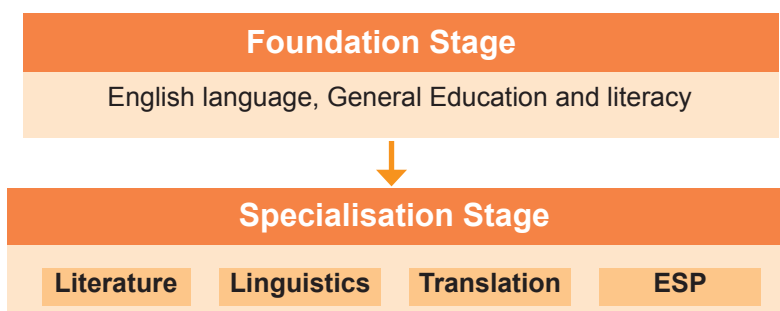 Foundation Stage
English language, General Education and literacy
Specialisation Stage
Literature Linguistics Translation ESP